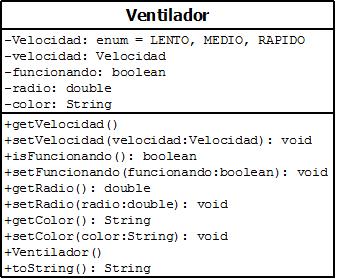 Ventilador
-Velocidad: enum = LENTO, MEDIO, RAPIDO
-velocidad: Velocidad
-funcionando: boolean
-radio: double
-color: String
+getVelocidad()
+setVelocidad(velocidad:Velocidad): void
+isFuncionando(): boolean
+setFuncionando(funcionando:boolean): void
+getRadio(): double
+setRadio(radio:double): void
+getColor(): String
+setColor(color:String): void
+Ventilador()
+toString(): String